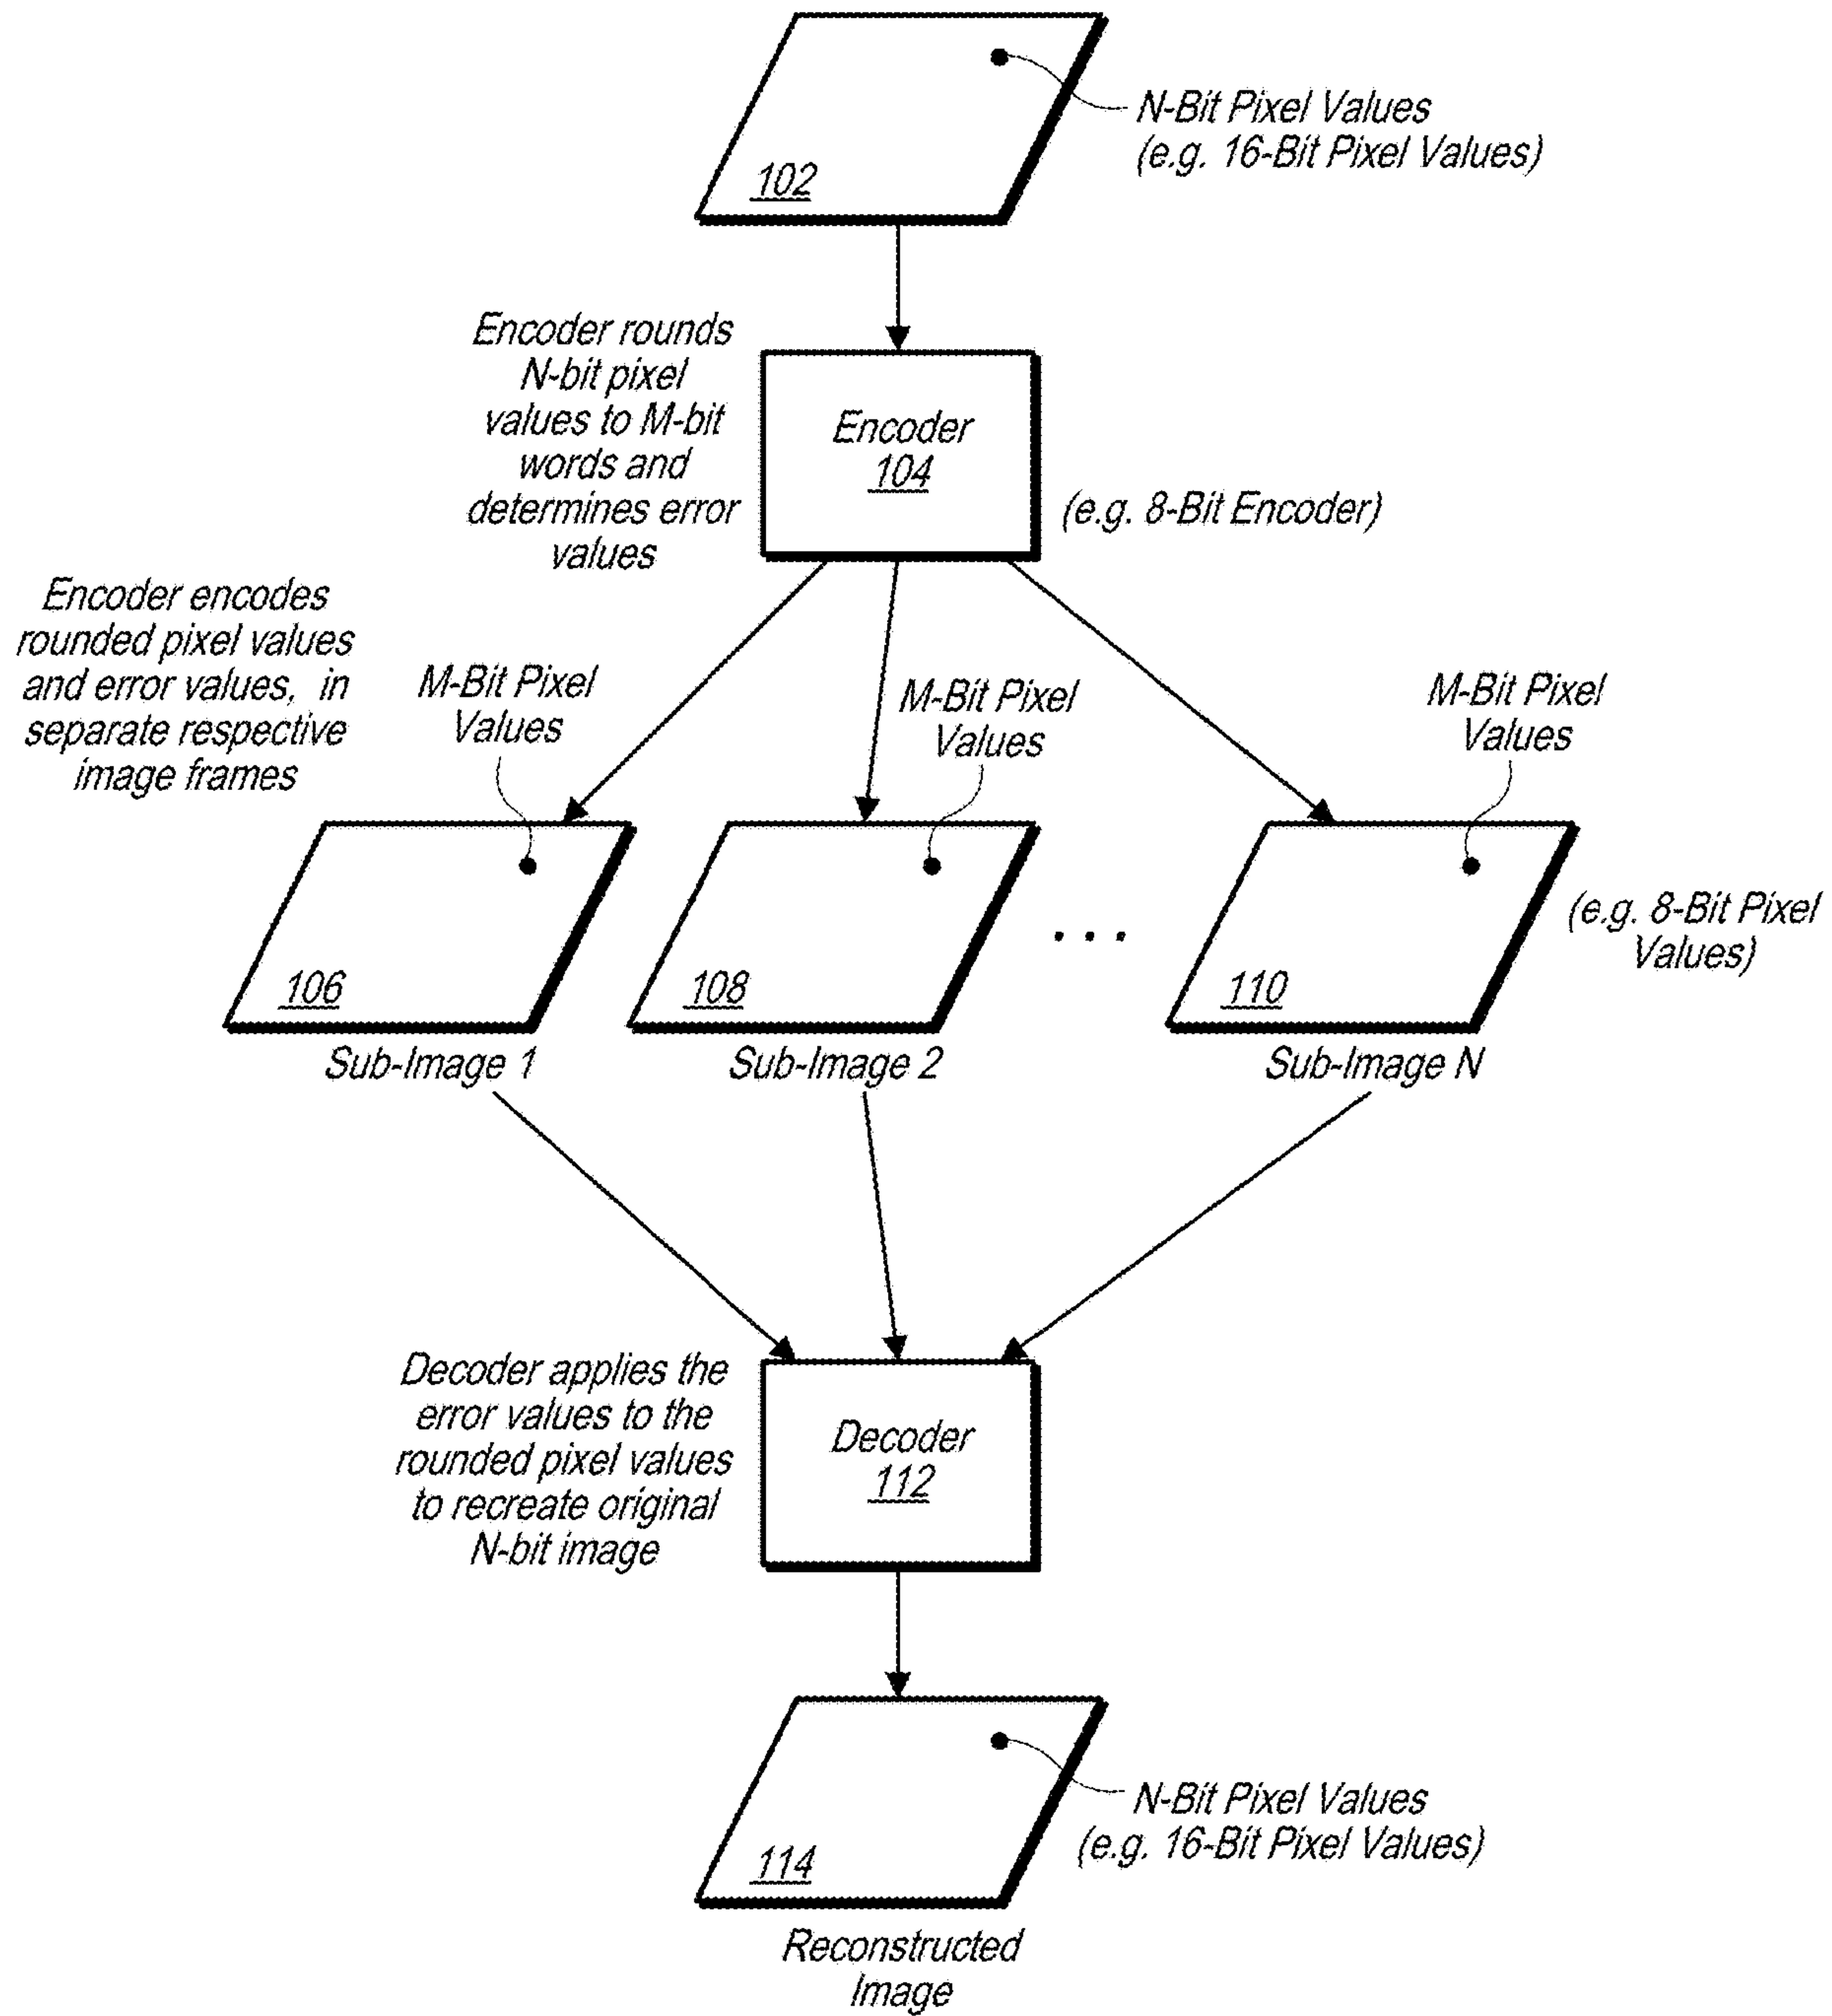 N-Bit Pixel Values
(e.g. 16-Bit Pixel Values)
102
Encoder rounds
N-bit pixel
values to M-bit
words and
determines error
values
Encoder
104
(e.g. 8-Bit Encoder)
Encoder encodes
rounded pixel values
and error values, in
separate respective
image frames
M-Bit Pixel
Values
M-Bit Pixel
Values
M-Bit Pixel
Values
106
108
. . .
110
(e.g. 8-Bit Pixel
Values)
Sub-Image 1
Sub-Image 2
Sub-Image N
Decoder applies the
error values to the
rounded pixel values
to recreate original
N-bit image
Decoder
112
N-Bit Pixel Values
(e.g. 16-Bit Pixel Values)
114
Reconstructed
Image